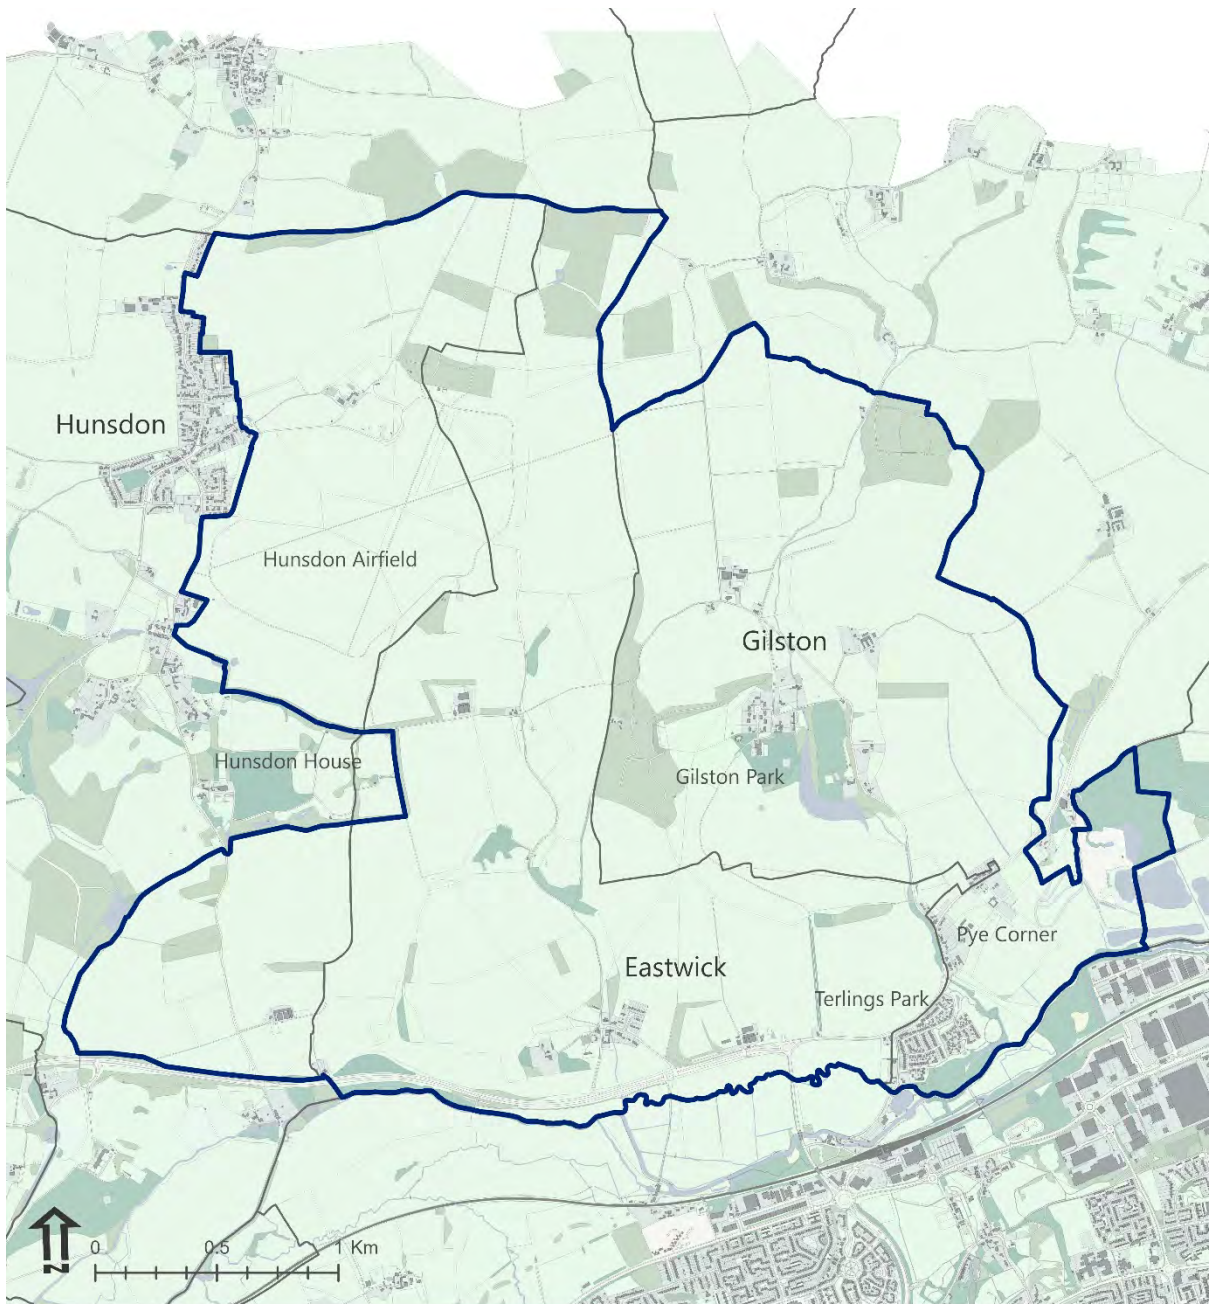 Hunsdon
Hunsdon Airfield
Gilston
Hunsdon House
Gilston Park
Pye Corner
Eastwick
Terlings Park
N
0 0.5 1 Km